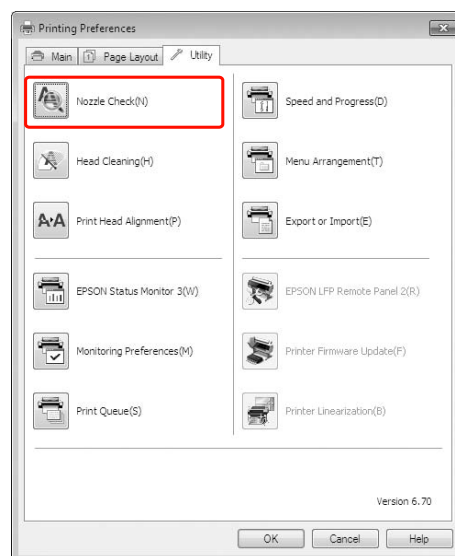 Printing Preferences
Main
Page Layout
Utility
Nozzle Check(N)
Speed and Progress(D)
Head Cleaning(H)
Menu Arrangement(T)
Print Head Alignment(P)
Export or Import(E)
EPSON Status Monitor 3(W)
EPSON LFP Remote Panel 2(R)
Monitoring Preferences(M)
Printer Firmware Update(F)
Print Queue(S)
Printer Linearization(B)
Version 6.70
OK
Cancel
Help